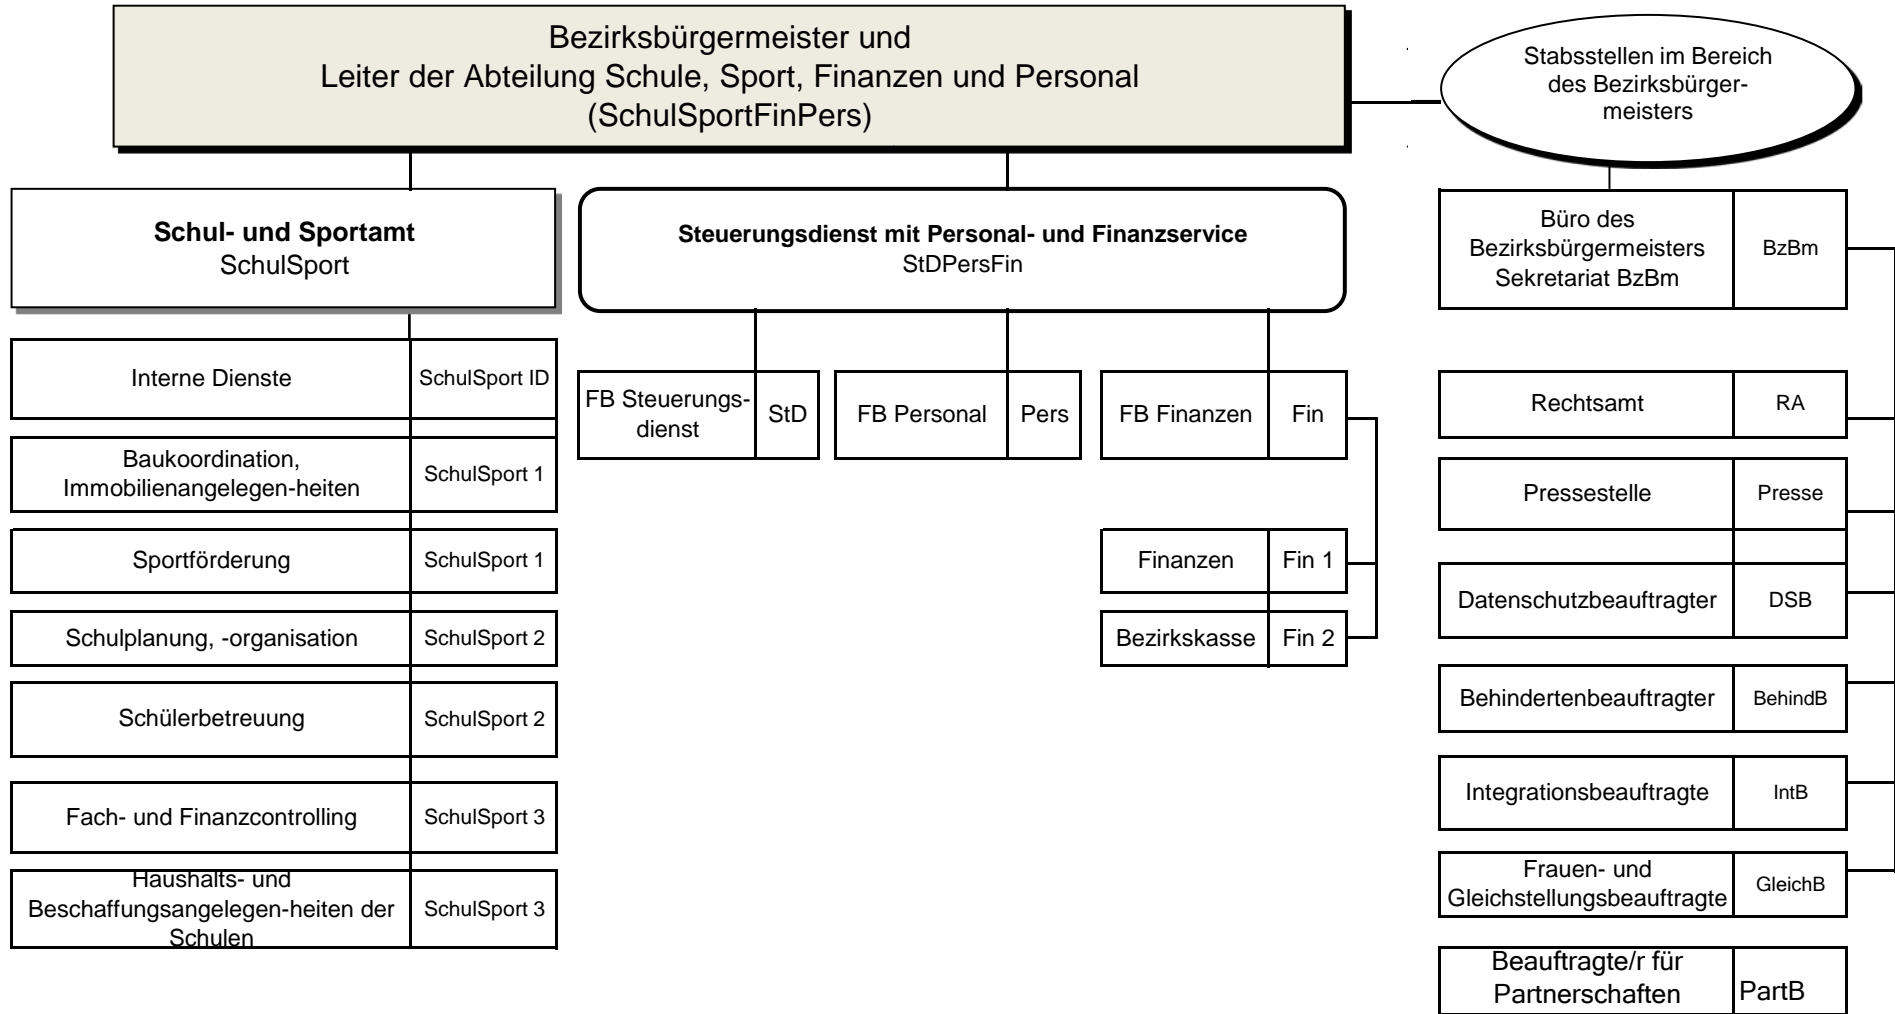 Bezirksbürgermeister und
Leiter der Abteilung Schule, Sport, Finanzen und Personal
(SchulSportFinPers)
Stabsstellen im Bereich
des Bezirksbürger-
meisters
Schul- und Sportamt
SchulSport
Interne Dienste
SchulSport ID
Baukoordination,
Immobilienangelegen-heiten
SchulSport 1
Sportförderung
SchulSport 1
Schulplanung, -organisation
SchulSport 2
Schülerbetreuung
SchulSport 2
Fach- und Finanzcontrolling
SchulSport 3
Haushalts- und
Beschaffungsangelegen-heiten der
Schulen
SchulSport 3
Steuerungsdienst mit Personal- und Finanzservice
StDPersFin
FB Steuerungs-
dienst
StD
FB Personal
Pers
FB Finanzen
Fin
Finanzen
Fin 1
Bezirkskasse
Fin 2
Büro des
Bezirksbürgermeisters
Sekretariat BzBm
BzBm
Rechtsamt
RA
Pressestelle
Presse
Datenschutzbeauftragter
DSB
Behindertenbeauftragter
BehindB
Integrationsbeauftragte
IntB
Frauen- und
Gleichstellungsbeauftragte
GleichB
Beauftragte/r für
Partnerschaften
PartB